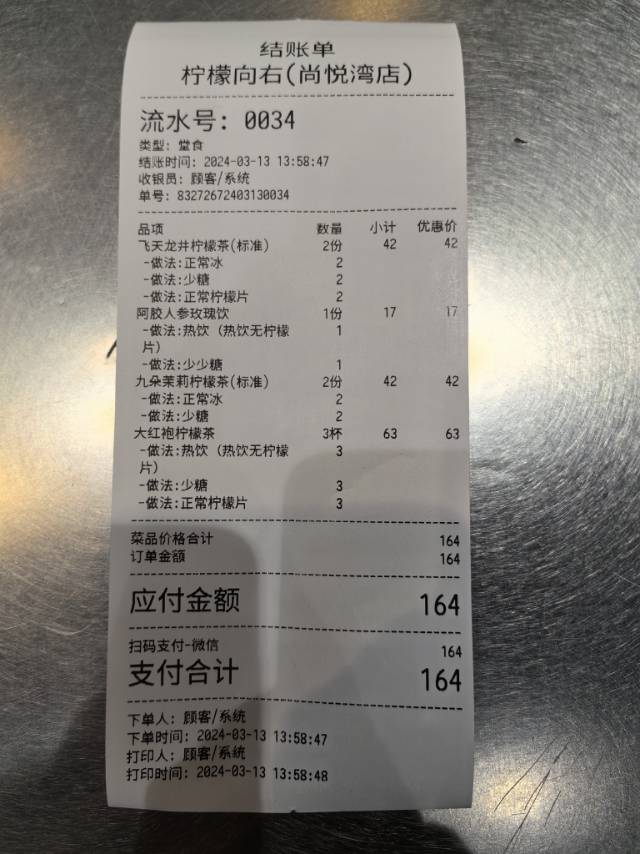 结账单
柠檬向右(尚悦湾店)
流水号: 0034
类型: 堂食
结账时间: 2024-03-13 13:58:47
收银员: 顾客/系统
单号: 83272672403130034
品项 数量 小计 优惠价
飞天龙井柠檬茶(标准) 2份 42 42
-做法:正常冰 2
-做法:少糖 2
-做法:正常柠檬片 2
阿胶人参玫瑰饮 1份 17 17
-做法:热饮 (热饮无柠檬 1
片)
-做法:少少糖 1
九朵茉莉柠檬茶(标准) 2份 42 42
-做法:正常冰 2
-做法:少糖 2
大红袍柠檬茶 3杯 63 63
-做法:热饮 (热饮无柠檬 3
片)
-做法:少糖 3
-做法:正常柠檬片 3
菜品价格合计 164
订单金额 164
应付金额 164
扫码支付-微信 164
支付合计 164
下单人: 顾客/系统
下单时间: 2024-03-13 13:58:47
打印人: 顾客/系统
打印时间: 2024-03-13 13:58:48